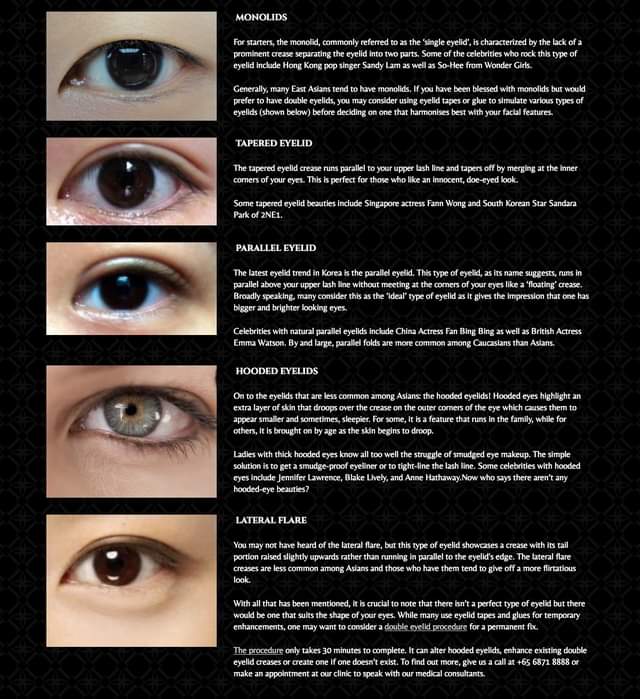 MONOLIDS
For starters, the monolid, commonly referred to as the 'single eyelid', is characterized by the lack of a
prominent crease separating the eyelid into two parts. Some of the celebrities who rock this type of
eyelid include Hong Kong pop singer Sandy Lam as well as So-Hee from Wonder Girls.
Generally, many East Asians tend to have monolids. If you have been blessed with monolids but would
prefer to have double eyelids, you may consider using eyelid tapes or glue to simulate various types of
eyelids (shown below) before deciding on one that harmonises best with your facial features.
TAPERED EYELID
The tapered eyelid crease runs parallel to your upper lash line and tapers off by merging at the inner
corners of your eyes. This is perfect for those who like an innocent, doe-eyed look.
Some tapered eyelid beauties include Singapore actress Fann Wong and South Korean Star Sandara
Park of 2NE1.
PARALLEL EYELID
The latest eyelid trend in Korea is the parallel eyelid. This type of eyelid, as its name suggests, runs in
parallel above your upper lash line without meeting at the corners of your eyes like a 'floating' crease.
Broadly speaking, many consider this as the 'ideal' type of eyelid as it gives the impression that one has
bigger and brighter looking eyes.
Celebrities with natural parallel eyelids include China Actress Fan Bing Bing as well as British Actress
Emma Watson. By and large, parallel folds are more common among Caucasians than Asians.
HOODED EYELIDS
On to the eyelids that are less common among Asians: the hooded eyelids! Hooded eyes highlight an
extra layer of skin that droops over the crease on the outer corners of the eye which causes them to
appear smaller and sometimes, sleepier. For some, it is a feature that runs in the family, while for
others, it is brought on by age as the skin begins to droop.
Ladies with thick hooded eyes know all too well the struggle of smudged eye makeup. The simple
solution is to get a smudge-proof eyeliner or to tight-line the lash line. Some celebrities with hooded
eyes include Jennifer Lawrence, Blake Lively, and Anne Hathaway.Now who says there aren't any
hooded-eye beauties?
LATERAL FLARE
You may not have heard of the lateral flare, but this type of eyelid showcases a crease with its tail
portion raised slightly upwards rather than running in parallel to the eyelid's edge. The lateral flare
creases are less common among Asians and those who have them tend to give off a more flirtatious
look.
With all that has been mentioned, it is crucial to note that there isn't a perfect type of eyelid but there
would be one that suits the shape of your eyes. While many use eyelid tapes and glues for temporary
enhancements, one may want to consider a double eyelid procedure for a permanent fix.
The procedure only takes 30 minutes to complete. It can alter hooded eyelids, enhance existing double
eyelid creases or create one if one doesn't exist. To find out more, give us a call at +65 6871 8888 or
make an appointment at our clinic to speak with our medical consultants.